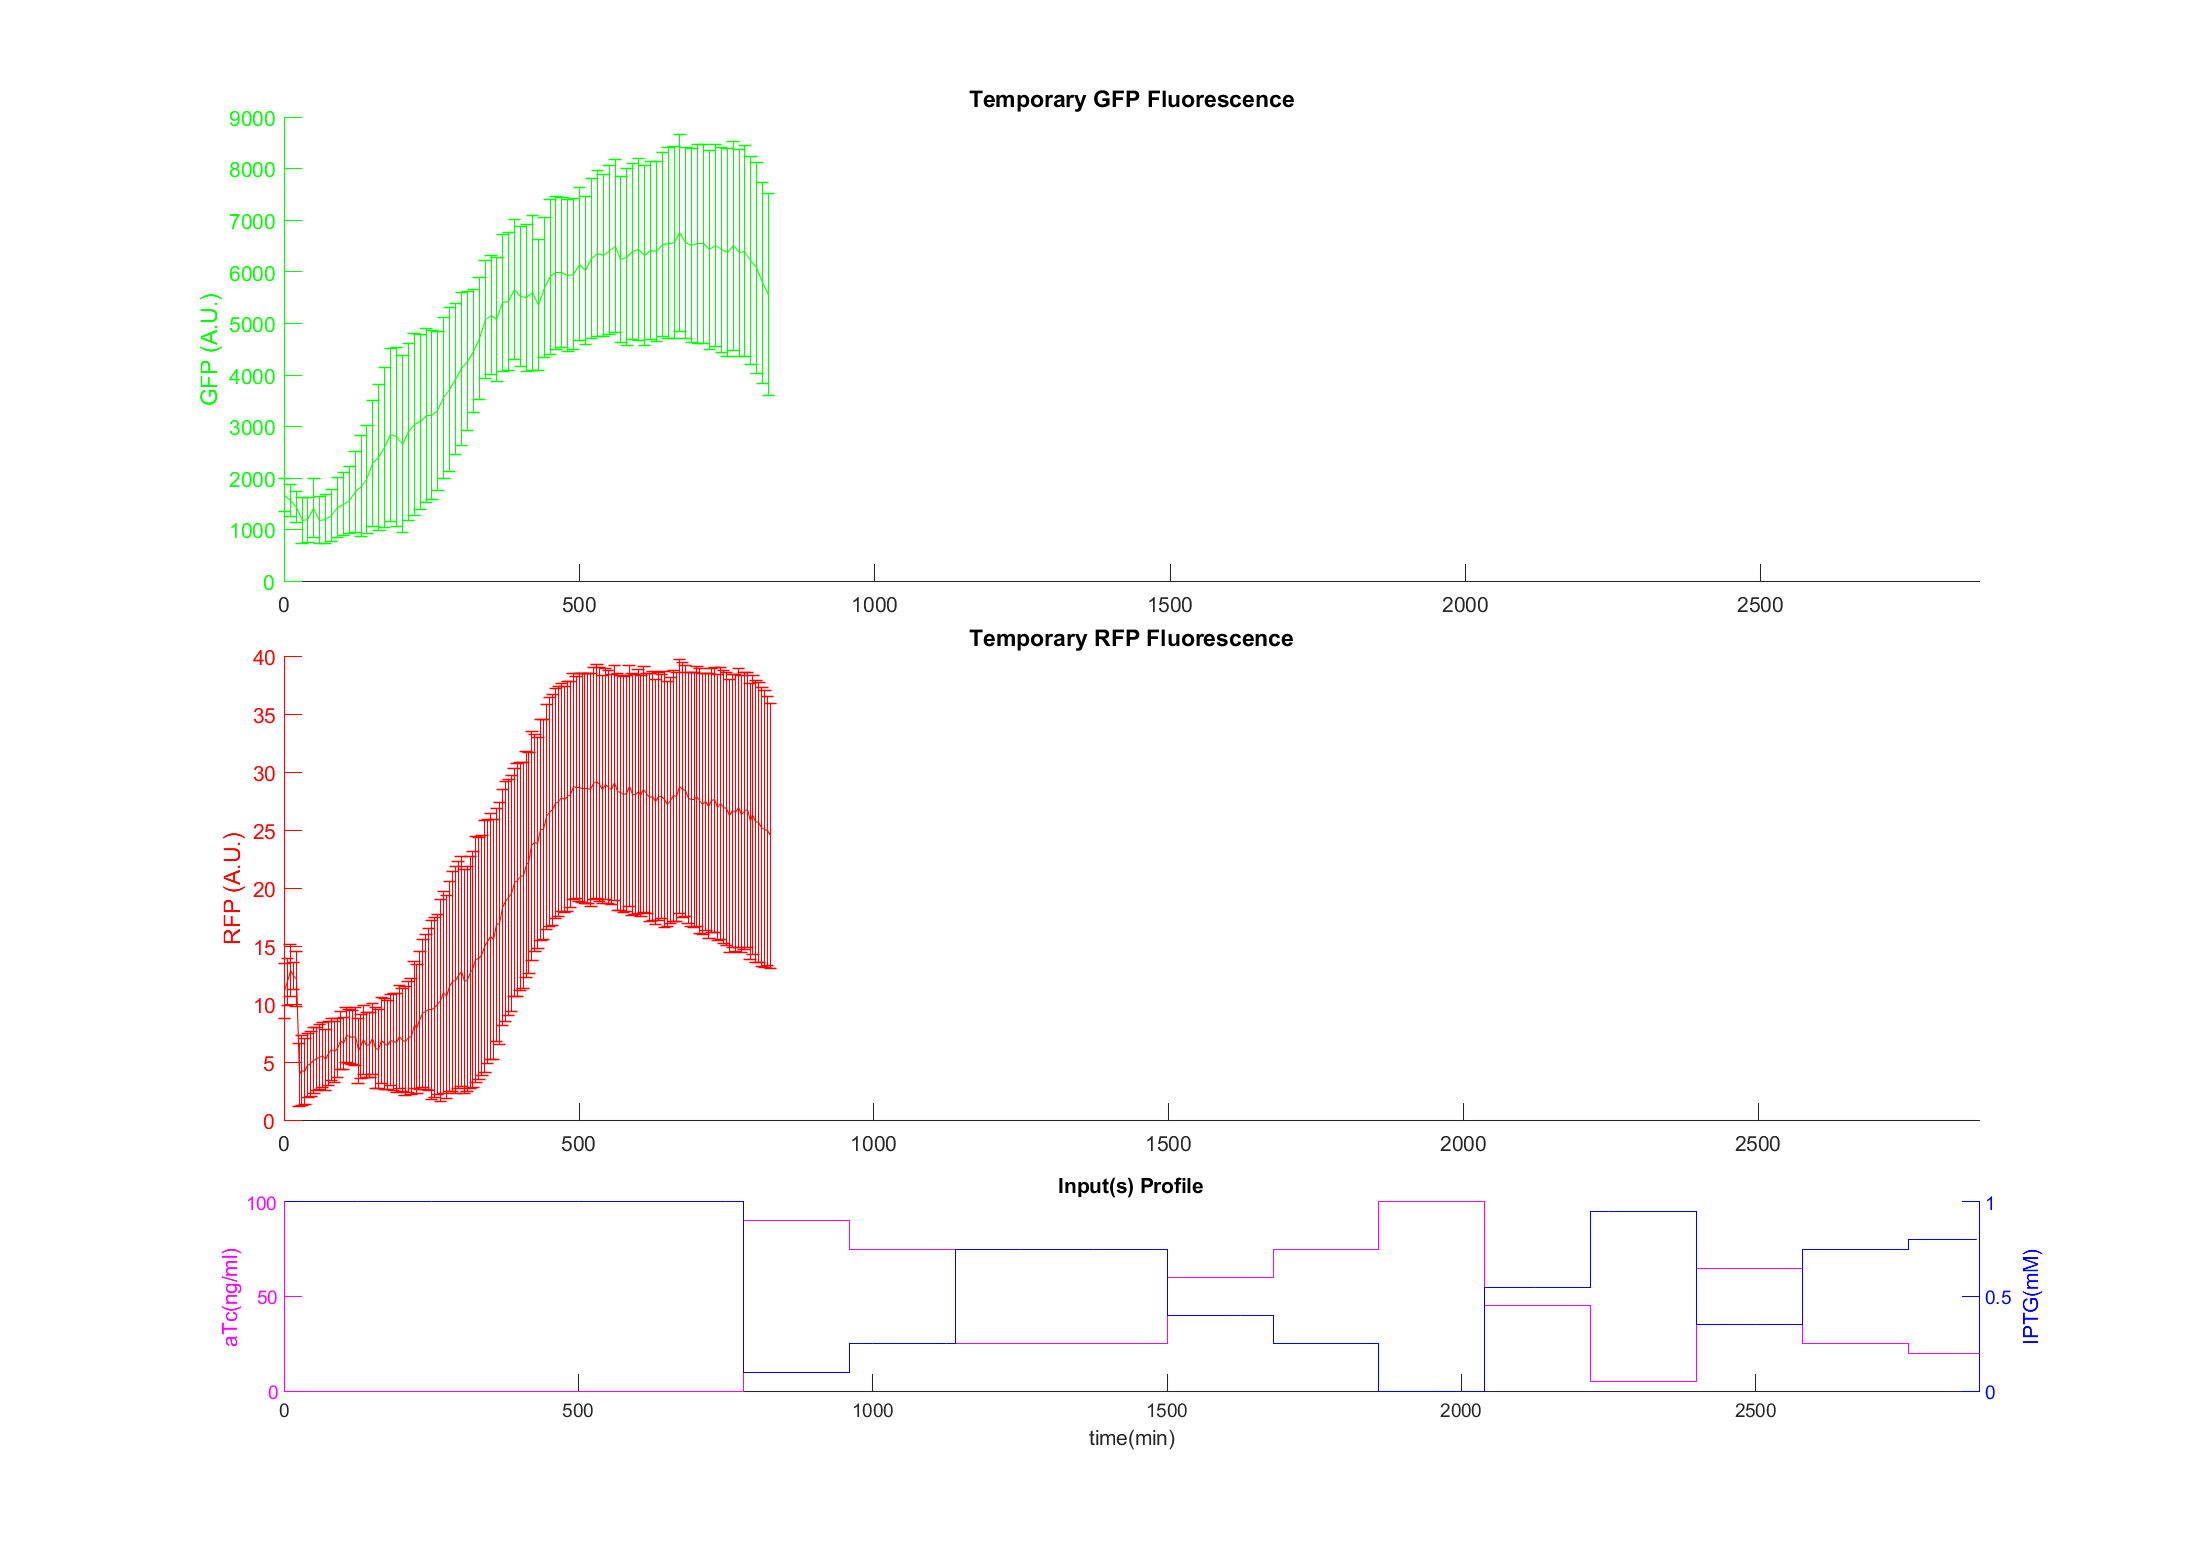 Temporary GFP Fluorescence
9000
8000
7000
6000
5000
4000
3000
2000
1000
0
GFP (A.U.)
0 500 1000 1500 2000 2500
Temporary RFP Fluorescence
40
35
30
25
20
15
10
5
0
RFP (A.U.)
0 500 1000 1500 2000 2500
Input(s) Profile
100
50
0
aTc(ng/ml)
1
0.5
0
IPTG(mM)
0 500 1000 1500 2000 2500
time(min)